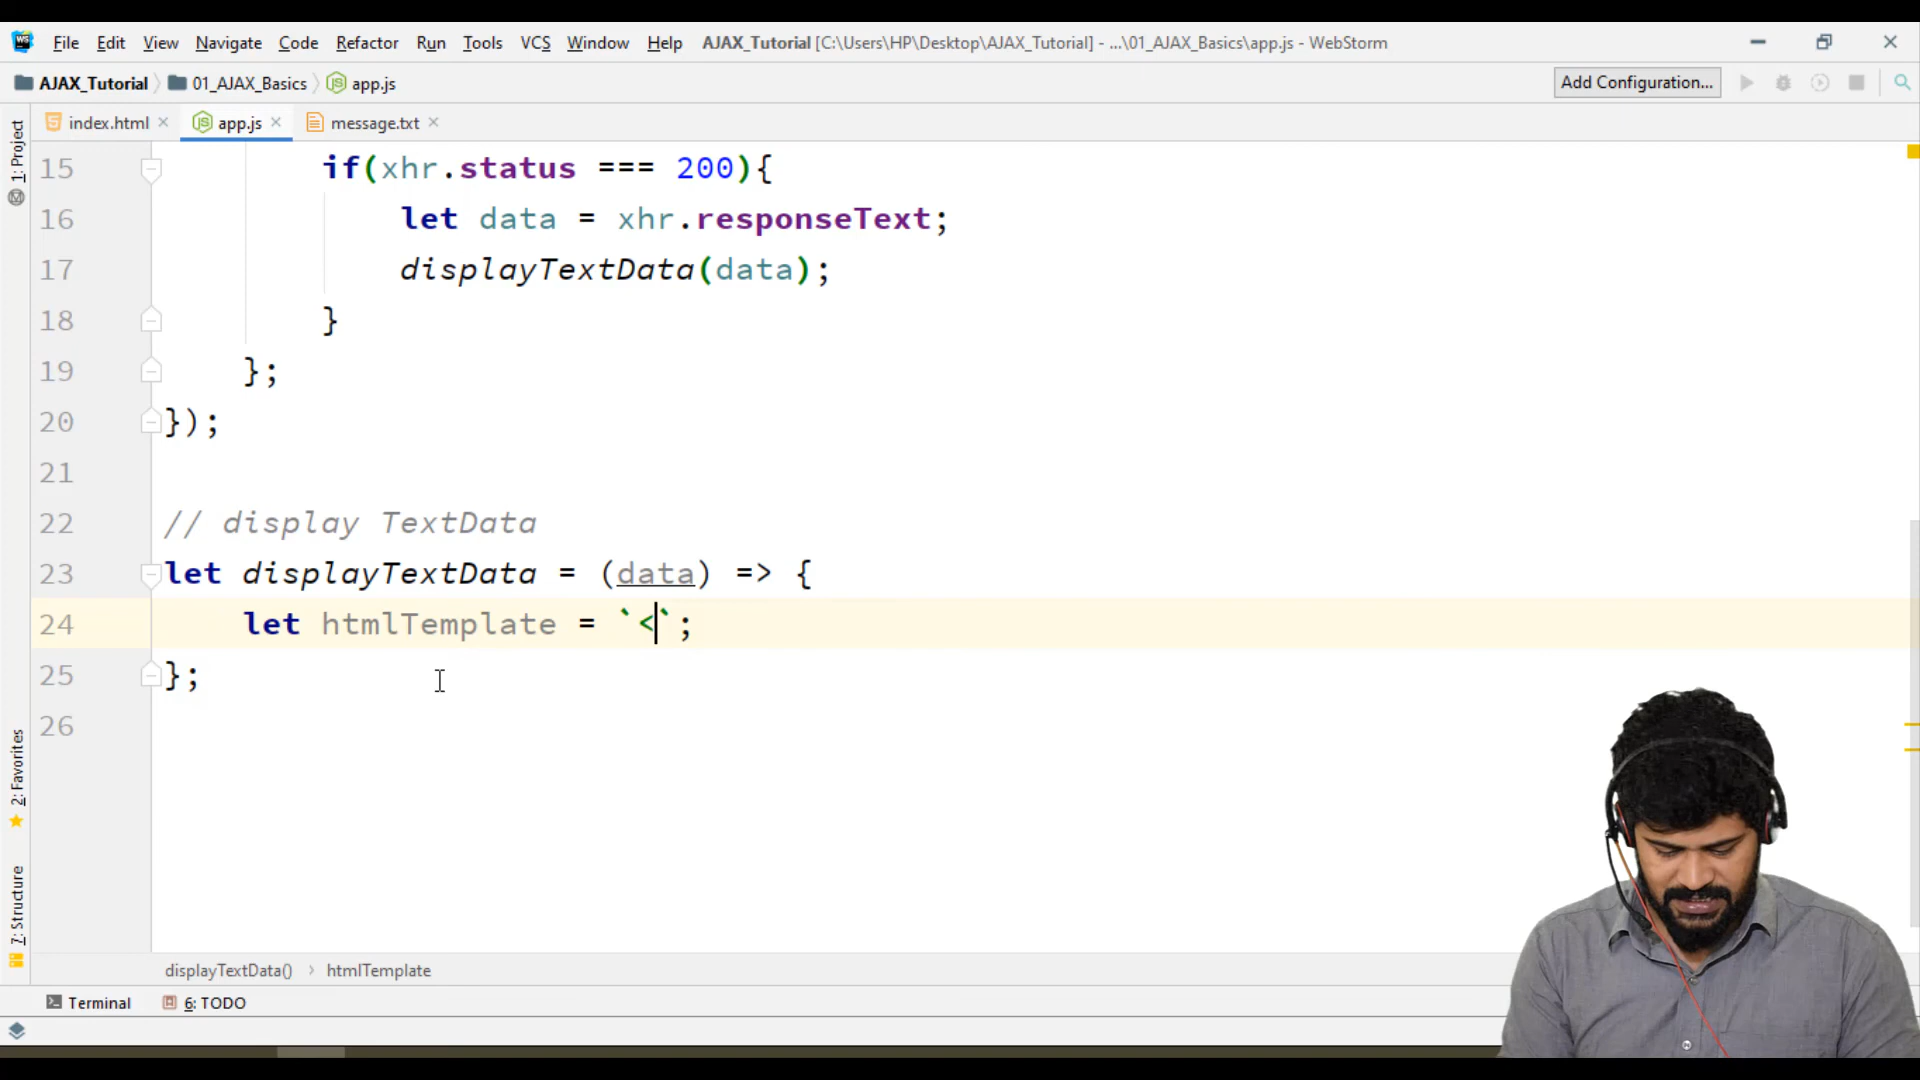 WS File Edit View Navigate Code Refactor Run Tools VCS Window Help AJAX_Tutorial [C:\Users\HP\Desktop\AJAX_Tutorial] - ...\01_AJAX_Basics\app.js - WebStorm
AJAX_Tutorial 01_AJAX_Basics app.js Add Configuration...
index.html app.js message.txt
1: Project
15 if(xhr.status === 200){
16 let data = xhr.responseText;
17 displayTextData(data);
18 }
19 };
20 });
21
22 // display TextData
23 let displayTextData = (data) => {
24 let htmlTemplate = `<`;
25 };
26
2: Favorites
7: Structure
displayTextData() › htmlTemplate
Terminal 6: TODO